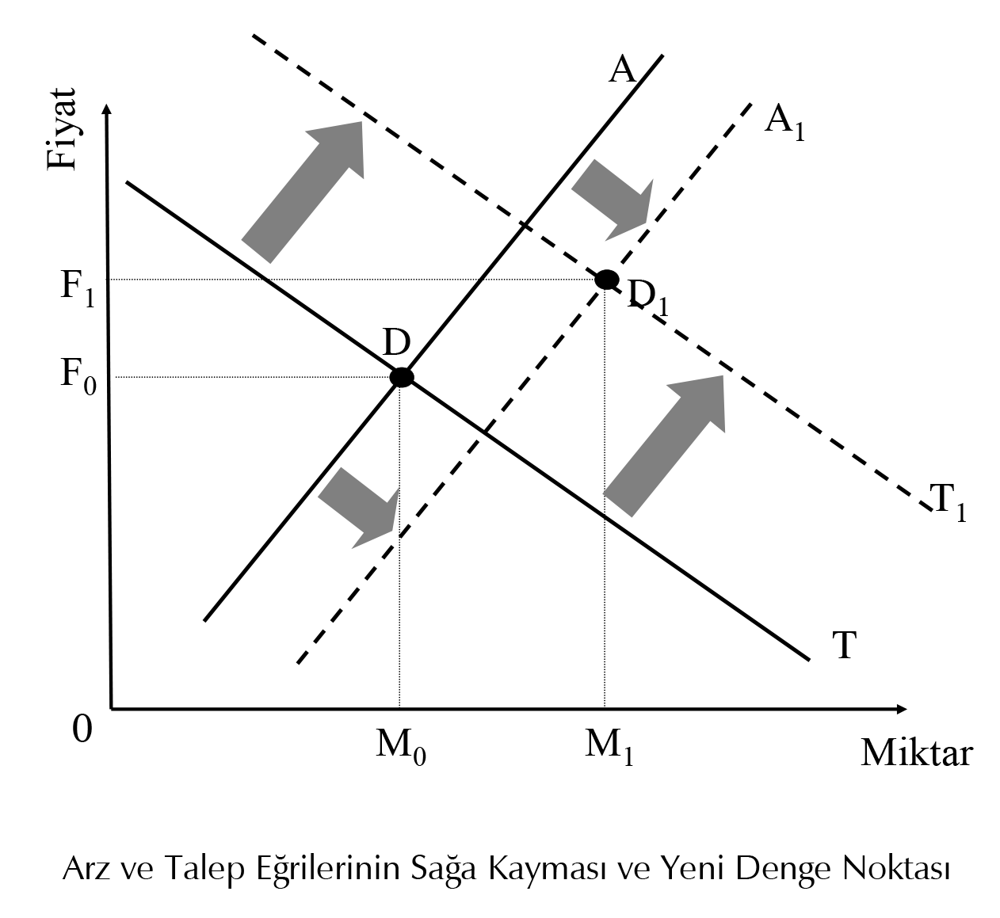 Fiyat
A
A₁
F₁
D₁
D
F₀
T₁
T
0
M₀
M₁
Miktar
Arz ve Talep Eğrilerinin Sağa Kayması ve Yeni Denge Noktası